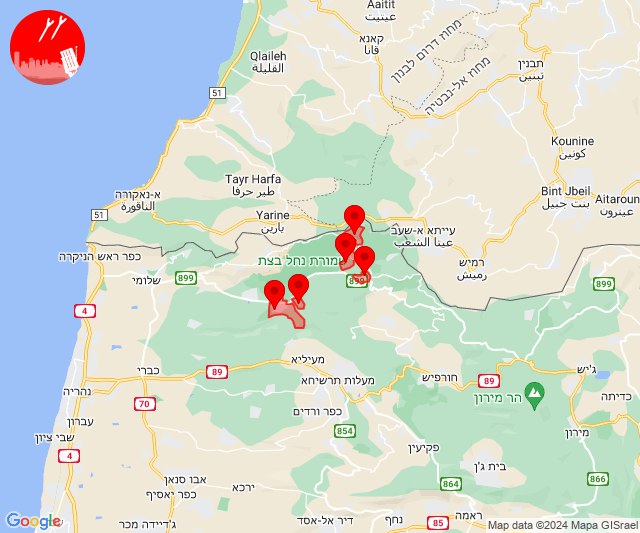 Aaitit
עינתית
מחוז דרום לבנון
קאנא
قانا
Qlaileh
القليلة
51
מחוז אל-נבטיה
חבנין
تبنين
Kounine
كونين
Tayr Harfa
طير حرفا
א-נאקורה
الناقورة
51
Yarine
يارين
Bint Jbeil
بنت جبيل
Aitaroun
عيترون
עייתא א-שעב
عيتا الشعب
רמיש
رميش
כפר ראש הניקרה
שמורת נחל בצת
899
שלומי
899
899
4
מעיליא
כברי
89
מעלות תרשיחא
חורפיש
89
ג'יש
הר מירון
כדיתה
נהריה
70
כפר ורדים
עברון
שבי ציון
854
פקיעין
מירון
4
בית ג'ן
אבו סנאן
866
ירכא
864
כפר יאסיף
ג'דיידה מכר
דיר אל-אסד
נחף
85
ראמה
Google
Map data ©2024 Mapa GISrael